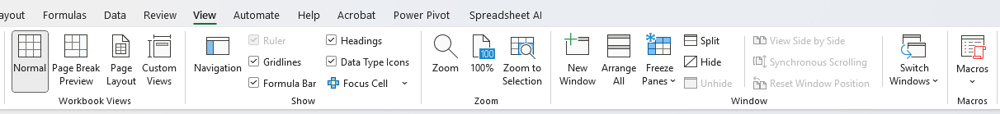 ayout Formulas Data Review View Automate Help Acrobat Power Pivot Spreadsheet AI
Normal
Page Break
Preview
Page
Layout
Custom
Views
Workbook Views
Navigation
Ruler
Gridlines
Formula Bar
Headings
Data Type Icons
Focus Cell
Show
Zoom
100
100%
Zoom to
Selection
Zoom
New
Window
Arrange
All
Freeze
Panes
Split
Hide
Unhide
View Side by Side
Synchronous Scrolling
Reset Window Position
Switch
Windows
Window
Macros
Macros